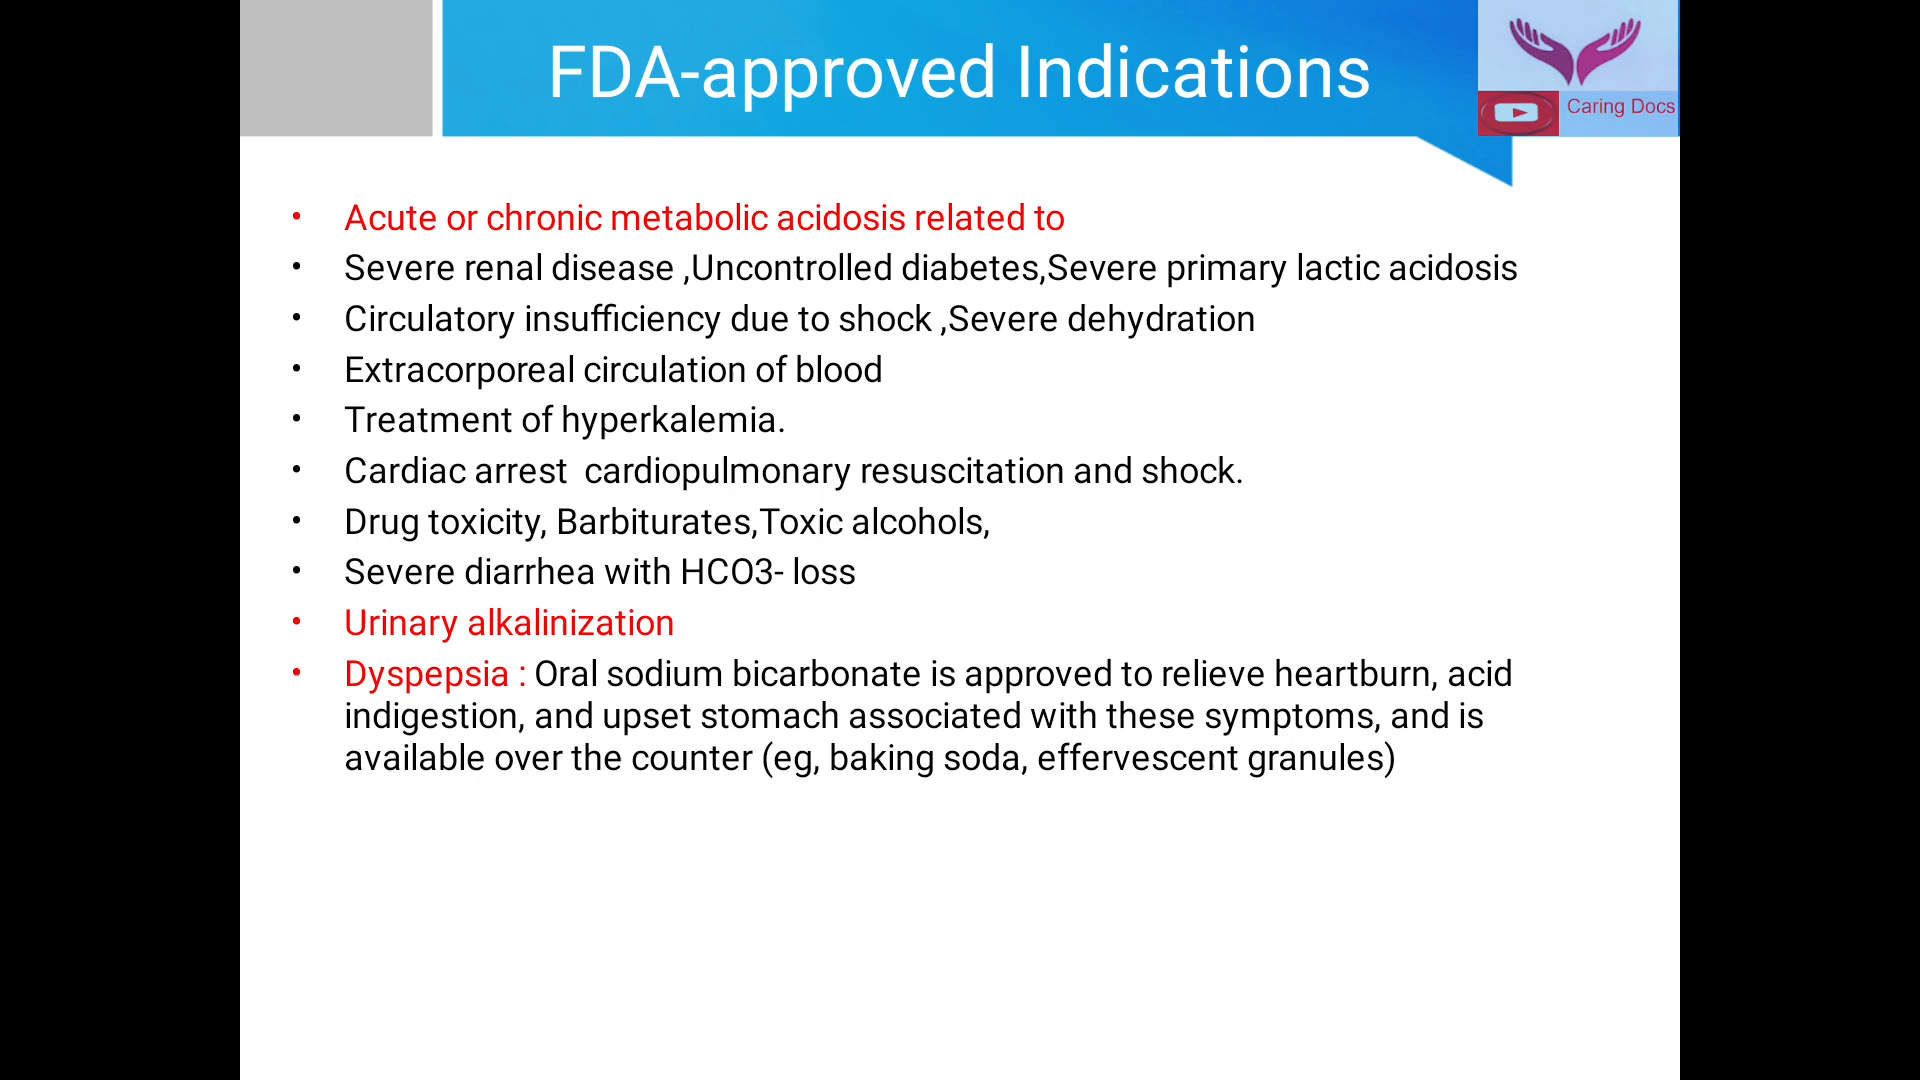 FDA-approved Indications
Caring Docs
• Acute or chronic metabolic acidosis related to
• Severe renal disease ,Uncontrolled diabetes,Severe primary lactic acidosis
• Circulatory insufficiency due to shock ,Severe dehydration
• Extracorporeal circulation of blood
• Treatment of hyperkalemia.
• Cardiac arrest  cardiopulmonary resuscitation and shock.
• Drug toxicity, Barbiturates,Toxic alcohols,
• Severe diarrhea with HCO3- loss
• Urinary alkalinization
• Dyspepsia : Oral sodium bicarbonate is approved to relieve heartburn, acid
indigestion, and upset stomach associated with these symptoms, and is
available over the counter (eg, baking soda, effervescent granules)